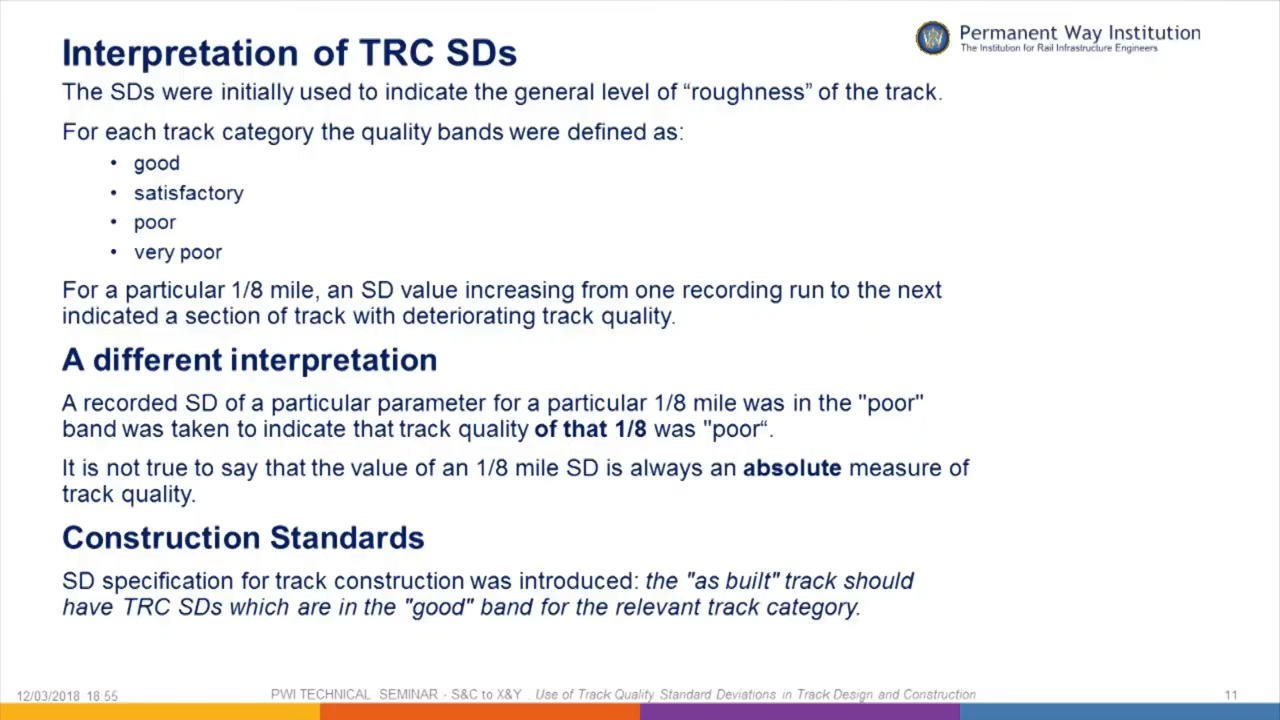 Interpretation of TRC SDs
Permanent Way Institution
The Institution for Rail Infrastructure Engineers
The SDs were initially used to indicate the general level of “roughness” of the track.
For each track category the quality bands were defined as:
• good
• satisfactory
• poor
• very poor
For a particular 1/8 mile, an SD value increasing from one recording run to the next
indicated a section of track with deteriorating track quality.
A different interpretation
A recorded SD of a particular parameter for a particular 1/8 mile was in the "poor"
band was taken to indicate that track quality of that 1/8 was "poor“.
It is not true to say that the value of an 1/8 mile SD is always an absolute measure of
track quality.
Construction Standards
SD specification for track construction was introduced: the "as built" track should
have TRC SDs which are in the "good" band for the relevant track category.
12/03/2018 18:55
PWI TECHNICAL SEMINAR - S&C to X&Y . Use of Track Quality Standard Deviations in Track Design and Construction
11